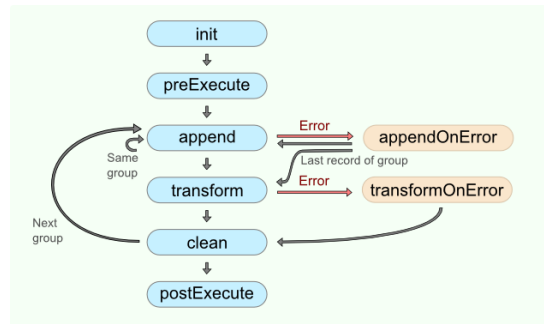 init
preExecute
Error
append
appendOnError
Same
group
Last record of group
Error
transform
transformOnError
Next
group
clean
postExecute